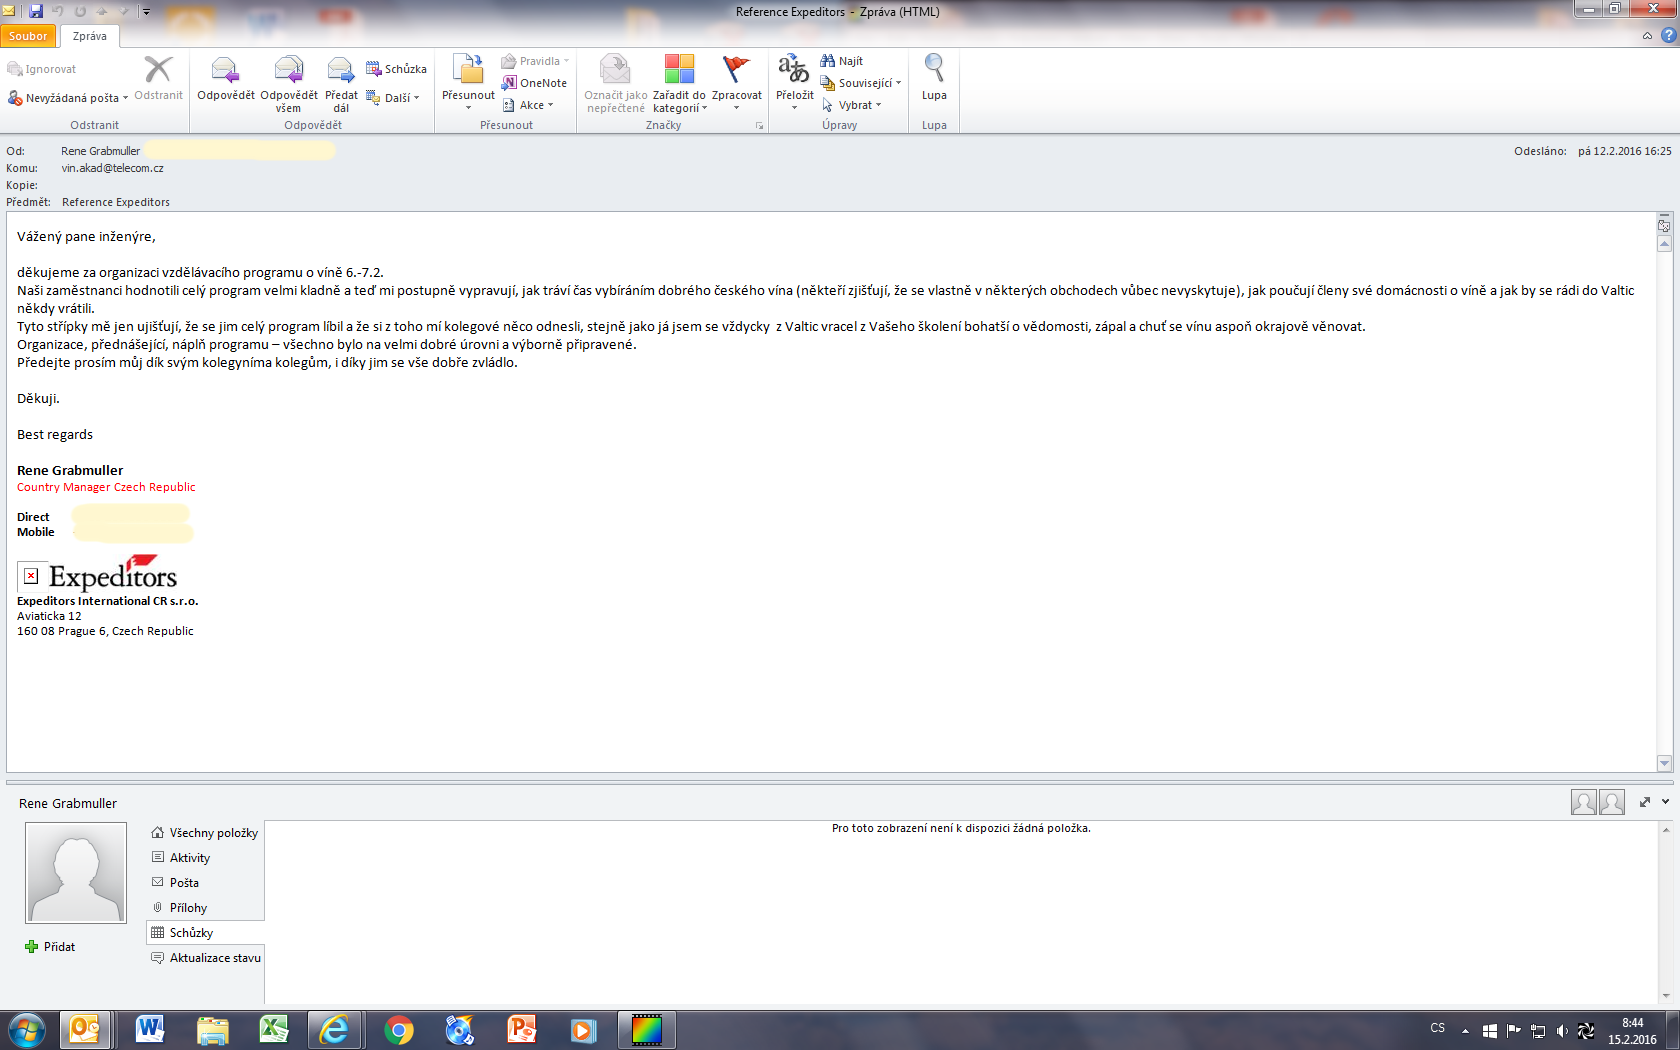 Reference Expeditors - Zpráva (HTML)
Soubor Zpráva
Ignorovat
Nevyžádaná pošta
Odstranit
Odstranit
Odpovědět
Odpovědět všem
Předat dál
Schůzka
Další
Odpovědět
Přesunout
Pravidla
OneNote
Akce
Přesunout
Označit jako nepřečtené
Zařadit do kategorií
Zpracovat
Značky
Přeložit
Najít
Související
Vybrat
Úpravy
Lupa
Lupa
Od: Rene Grabmuller
Odesláno: pá 12.2.2016 16:25
Komu: vin.akad@telecom.cz
Kopie:
Předmět: Reference Expeditors
Vážený pane inženýre,
děkujeme za organizaci vzdělávacího programu o víně 6.-7.2.
Naši zaměstnanci hodnotili celý program velmi kladně a teď mi postupně vypravují, jak tráví čas vybíráním dobrého českého vína (někteří zjišťují, že se vlastně v některých obchodech vůbec nevyskytuje), jak poučují členy své domácnosti o víně a jak by se rádi do Valtic
někdy vrátili.
Tyto střípky mě jen ujišťují, že se jim celý program líbil a že si z toho mí kolegové něco odnesli, stejně jako já jsem se vždycky z Valtic vracel z Vašeho školení bohatší o vědomosti, zápal a chuť se vínu aspoň okrajově věnovat.
Organizace, přednášející, náplň programu – všechno bylo na velmi dobré úrovni a výborně připravené.
Předejte prosím můj dík svým kolegyníma kolegům, i díky jim se vše dobře zvládlo.
Děkuji.
Best regards
Rene Grabmuller
Country Manager Czech Republic
Direct
Mobile
Expeditors
Expeditors International CR s.r.o.
Aviaticka 12
160 08 Prague 6, Czech Republic
Rene Grabmuller
Přidat
Všechny položky
Aktivity
Pošta
Přílohy
Schůzky
Aktualizace stavu
Pro toto zobrazení není k dispozici žádná položka.
CS
8:44
15.2.2016